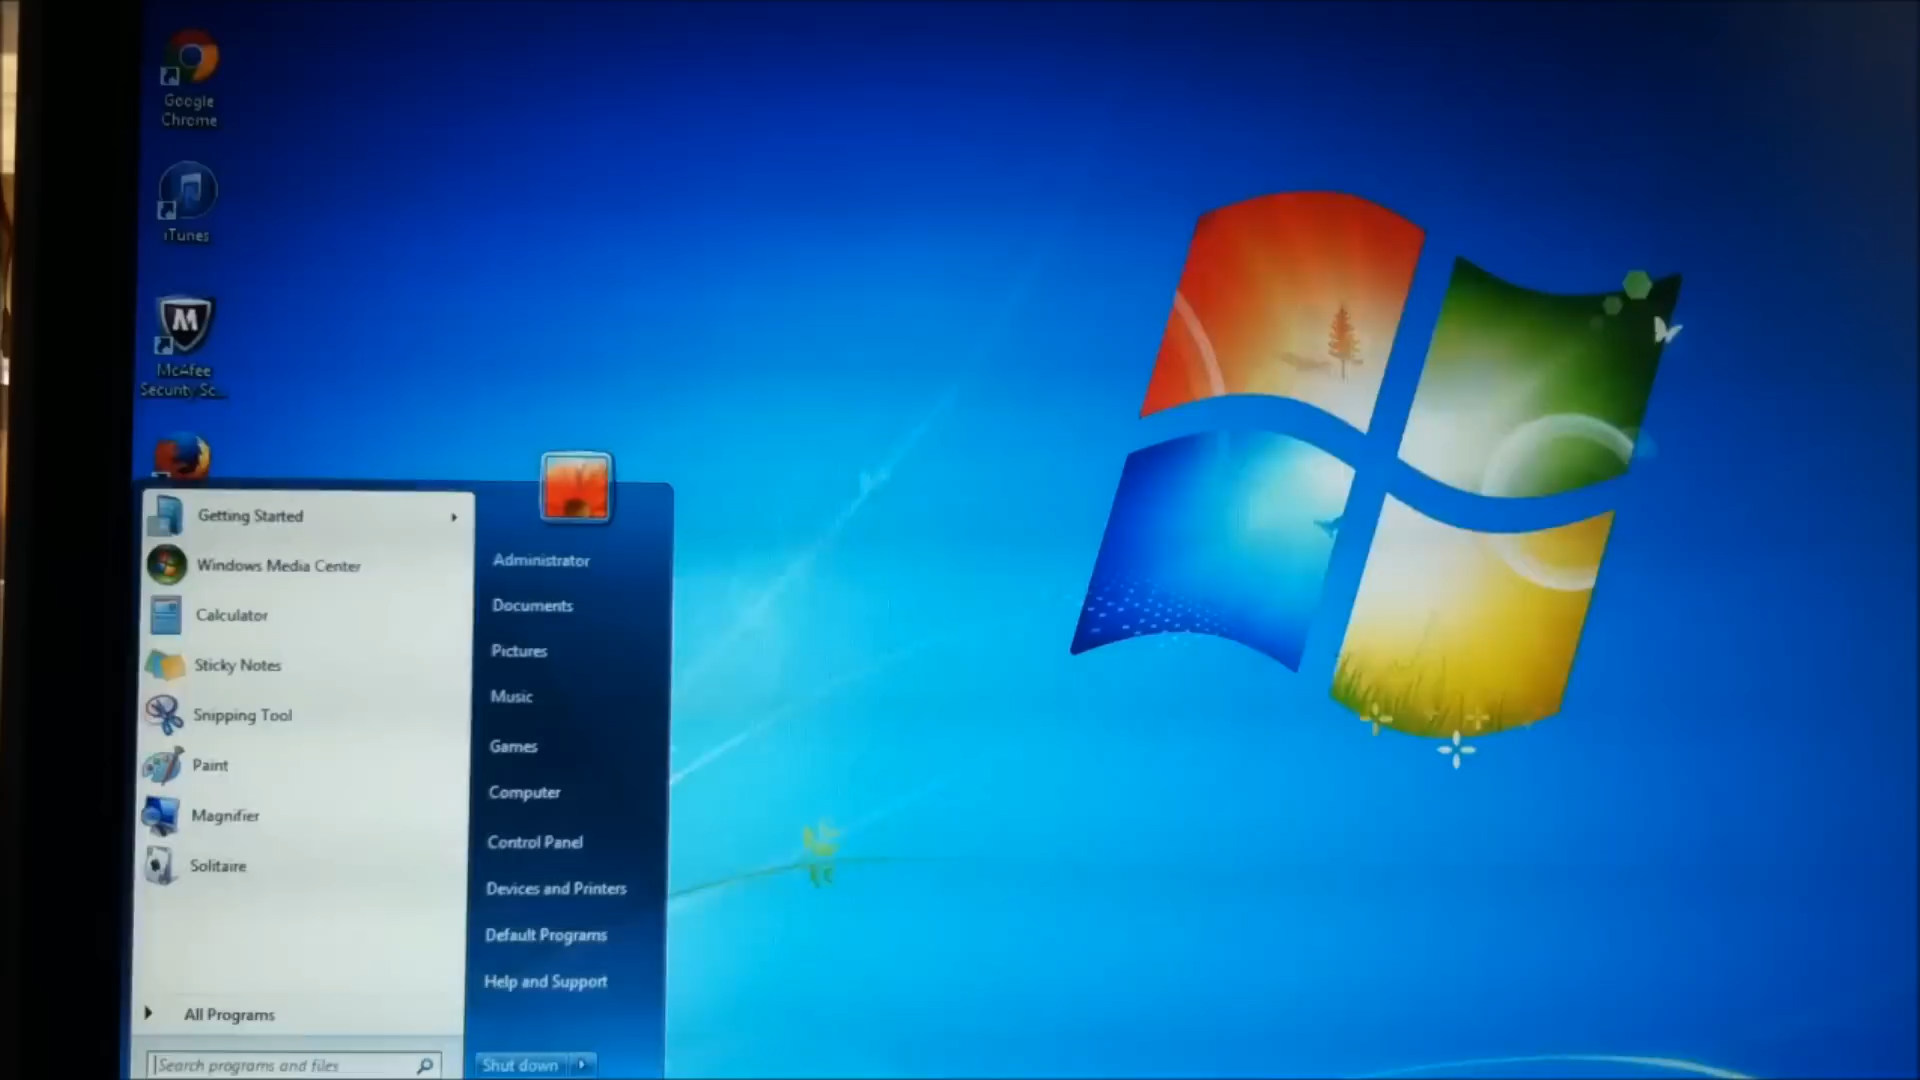 Google
Chrome
iTunes
McAfee
Security Sc...
Getting Started
Windows Media Center
Calculator
Sticky Notes
Snipping Tool
Paint
Magnifier
Solitaire
All Programs
Search programs and files
Administrator
Documents
Pictures
Music
Games
Computer
Control Panel
Devices and Printers
Default Programs
Help and Support
Shut down